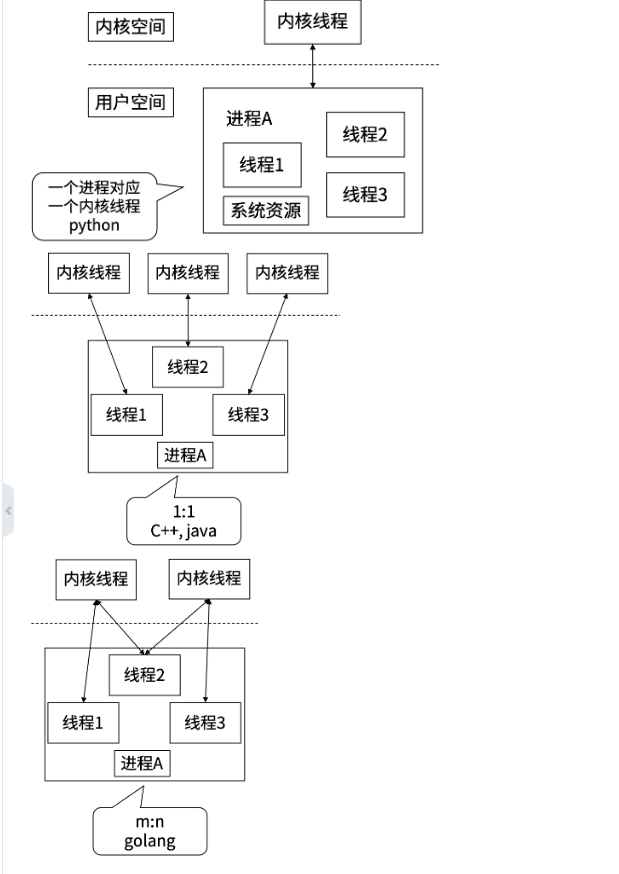 内核空间
内核线程
用户空间
进程A
线程2
线程1
线程3
系统资源
一个进程对应
一个内核线程
python
内核线程
内核线程
内核线程
线程2
线程1
线程3
进程A
1:1
C++, java
内核线程
内核线程
线程2
线程1
线程3
进程A
m:n
golang